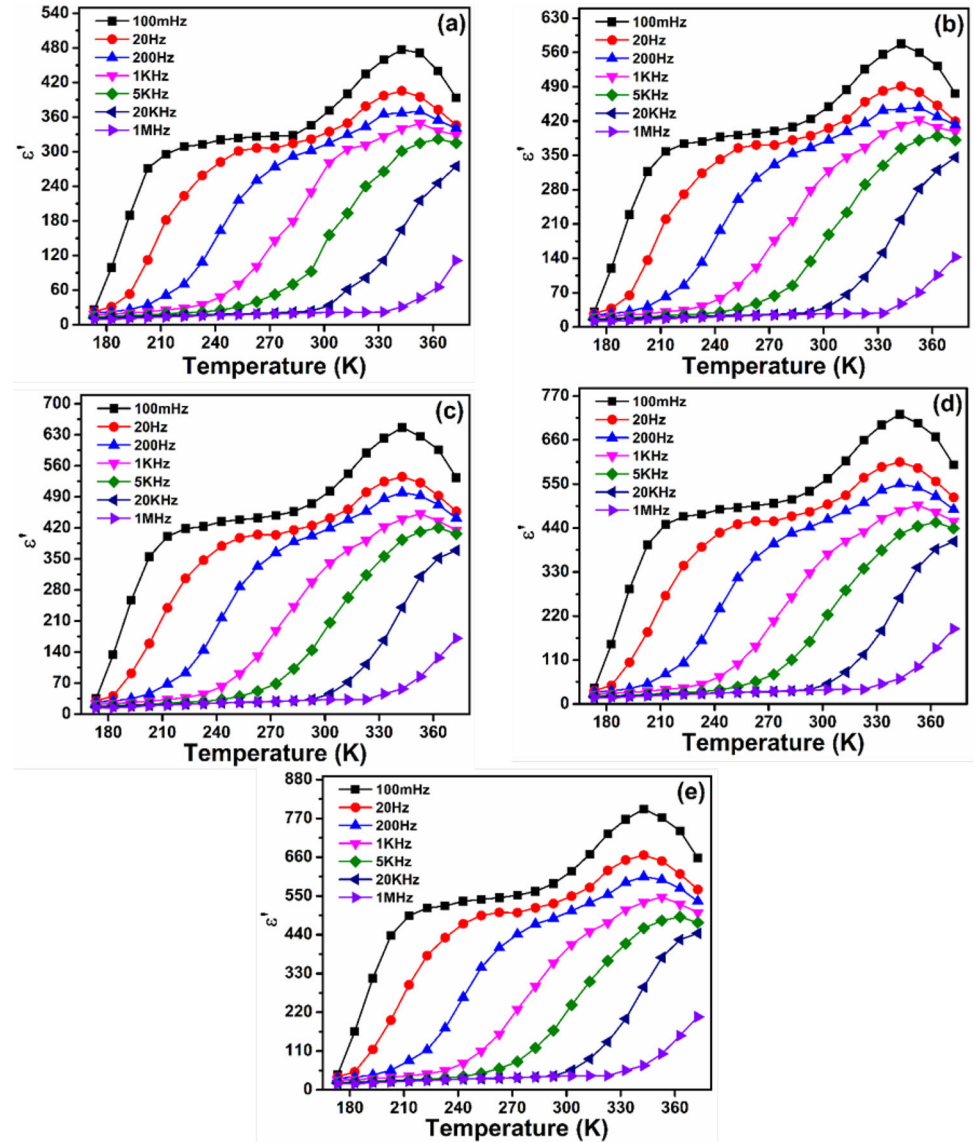 (a)
100mHz
20Hz
200Hz
1KHz
5KHz
20KHz
1MHz
540
480
420
360
300
240
180
120
60
0
ε'
180 210 240 270 300 330 360
Temperature (K)
(b)
100mHz
20Hz
200Hz
1KHz
5KHz
20KHz
1MHz
630
560
490
420
350
280
210
140
70
0
ε'
180 210 240 270 300 330 360
Temperature (K)
(c)
100mHz
20Hz
200Hz
1KHz
5KHz
20KHz
1MHz
700
630
560
490
420
350
280
210
140
70
0
ε'
180 210 240 270 300 330 360
Temperature (K)
(d)
100mHz
20Hz
200Hz
1KHz
5KHz
20KHz
1MHz
770
660
550
440
330
220
110
0
ε'
180 210 240 270 300 330 360
Temperature (K)
(e)
100mHz
20Hz
200Hz
1KHz
5KHz
20KHz
1MHz
880
770
660
550
440
330
220
110
0
ε'
180 210 240 270 300 330 360
Temperature (K)